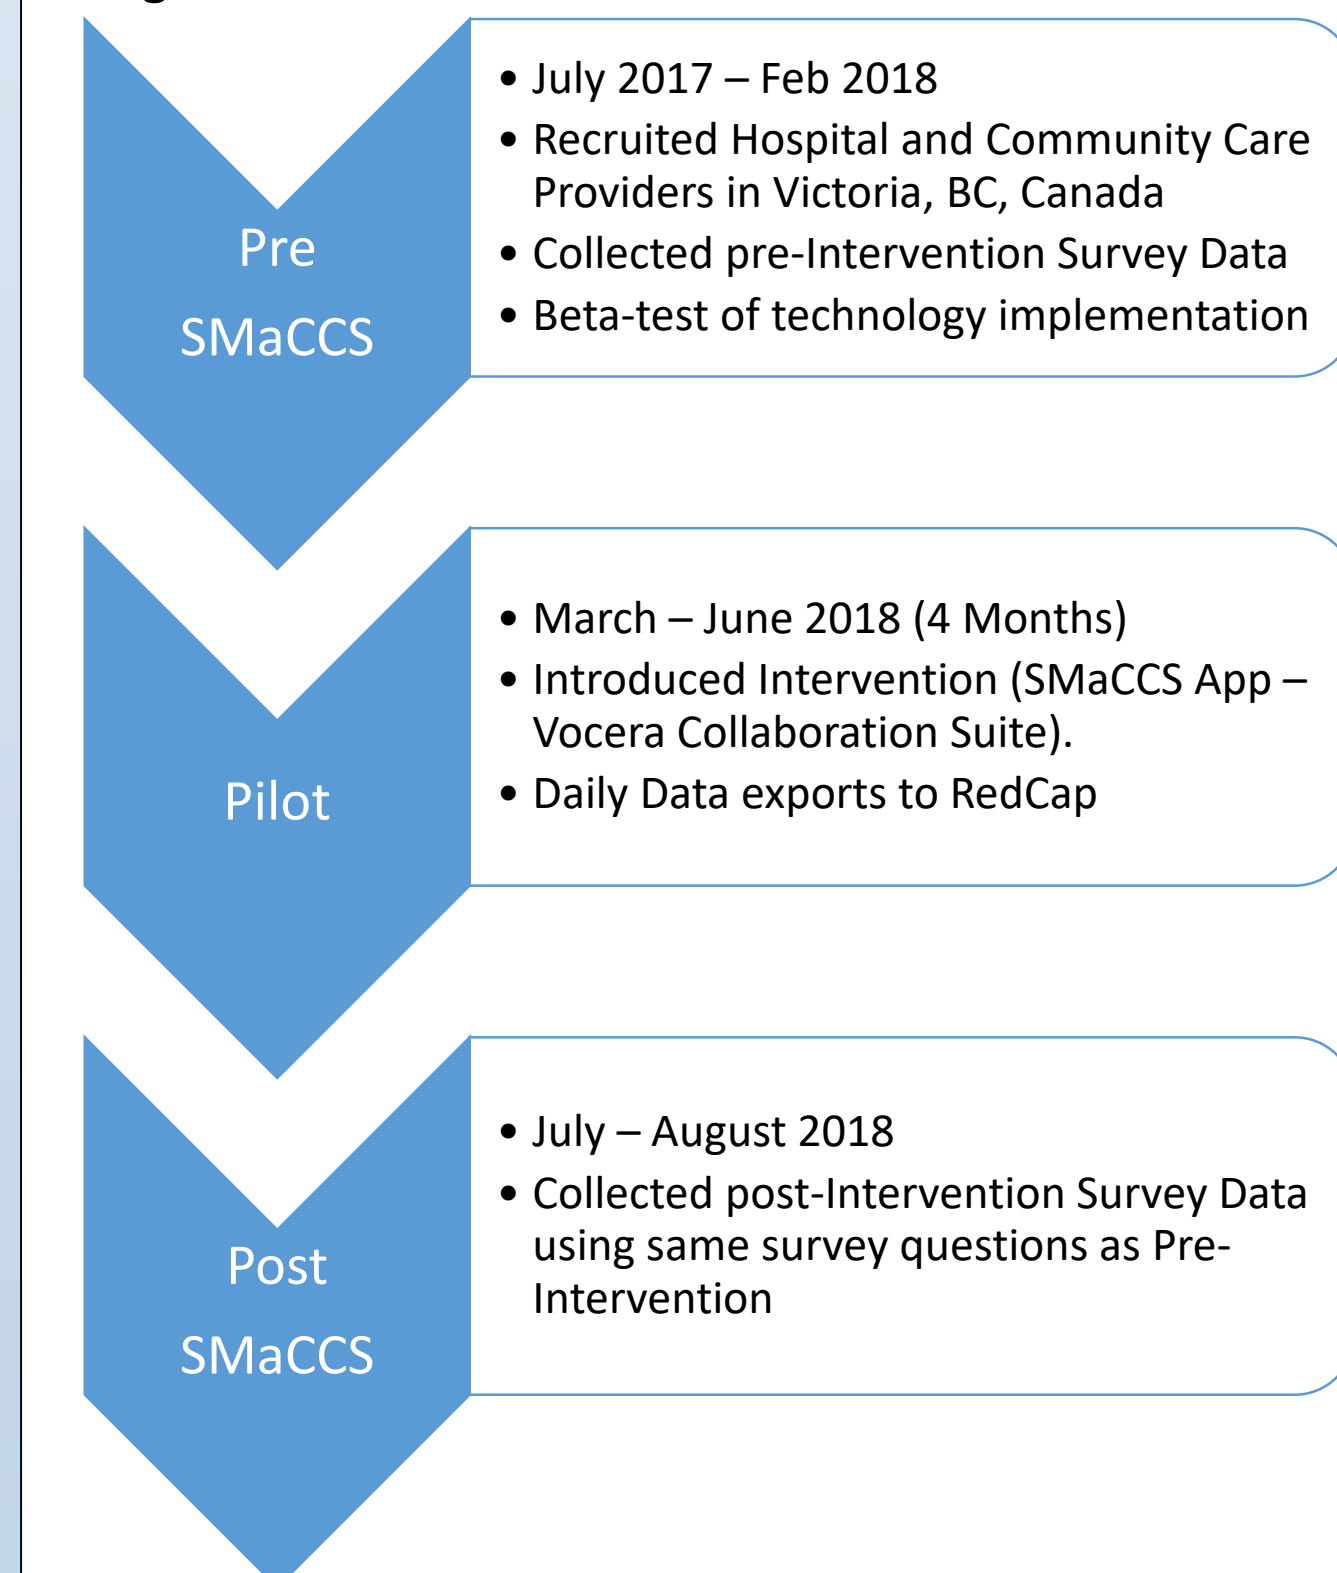 Pre
SMaCCS
• July 2017 – Feb 2018
• Recruited Hospital and Community Care
Providers in Victoria, BC, Canada
• Collected pre-Intervention Survey Data
• Beta-test of technology implementation
Pilot
• March – June 2018 (4 Months)
• Introduced Intervention (SMaCCS App –
Vocera Collaboration Suite).
• Daily Data exports to RedCap
Post
SMaCCS
• July – August 2018
• Collected post-Intervention Survey Data
using same survey questions as Pre-
Intervention